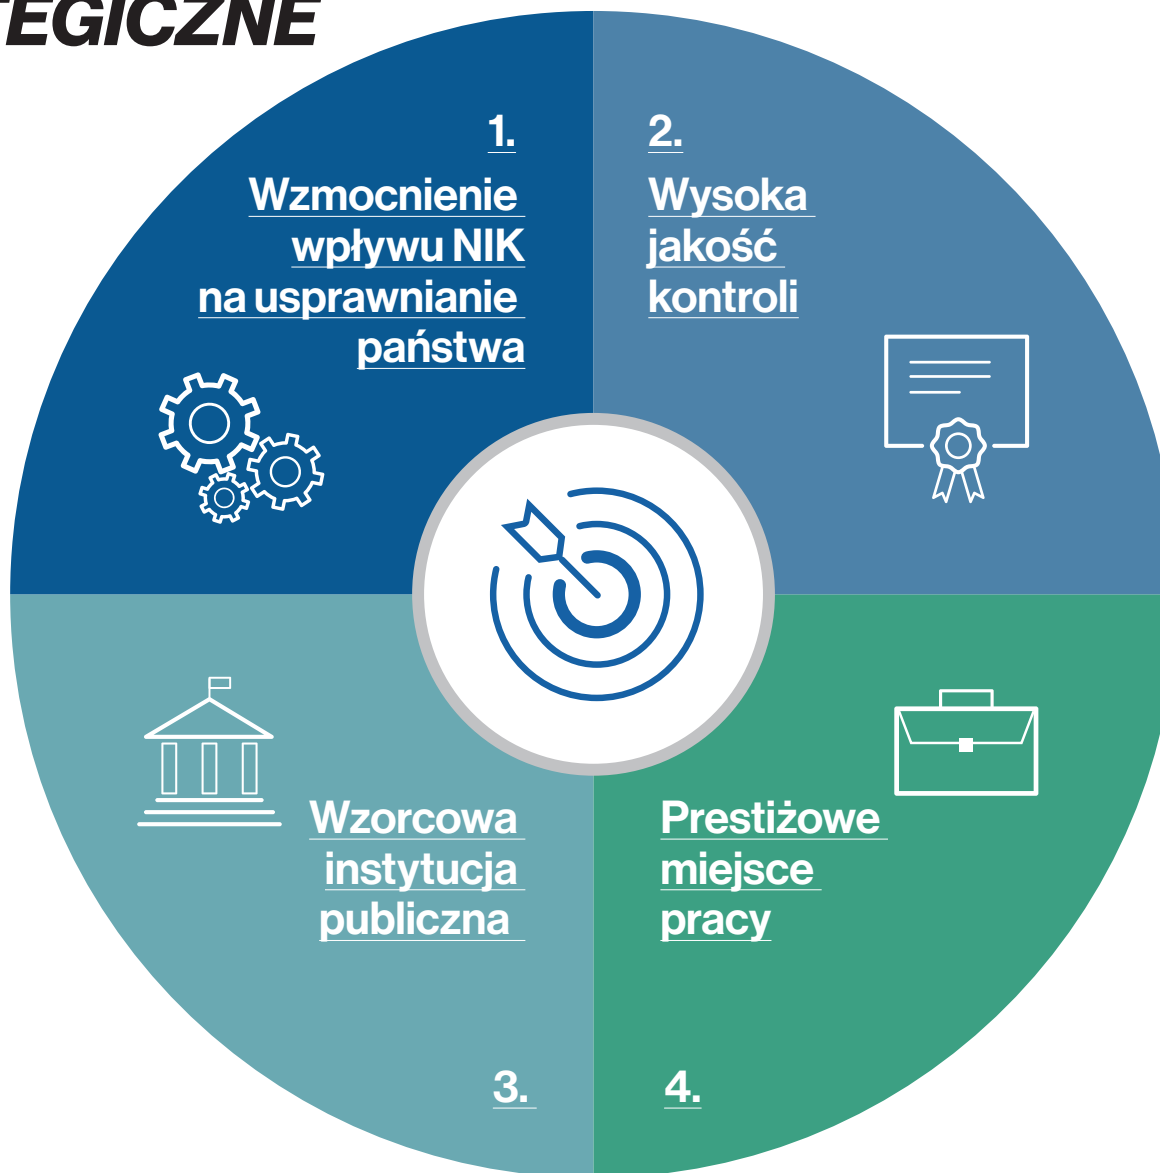 TEGICZNE
1.
Wzmocnienie
wpływu NIK
na usprawnianie
państwa
2.
Wysoka
jakość
kontroli
Wzorcowa
instytucja
publiczna
3.
Prestiżowe
miejsce
pracy
4.